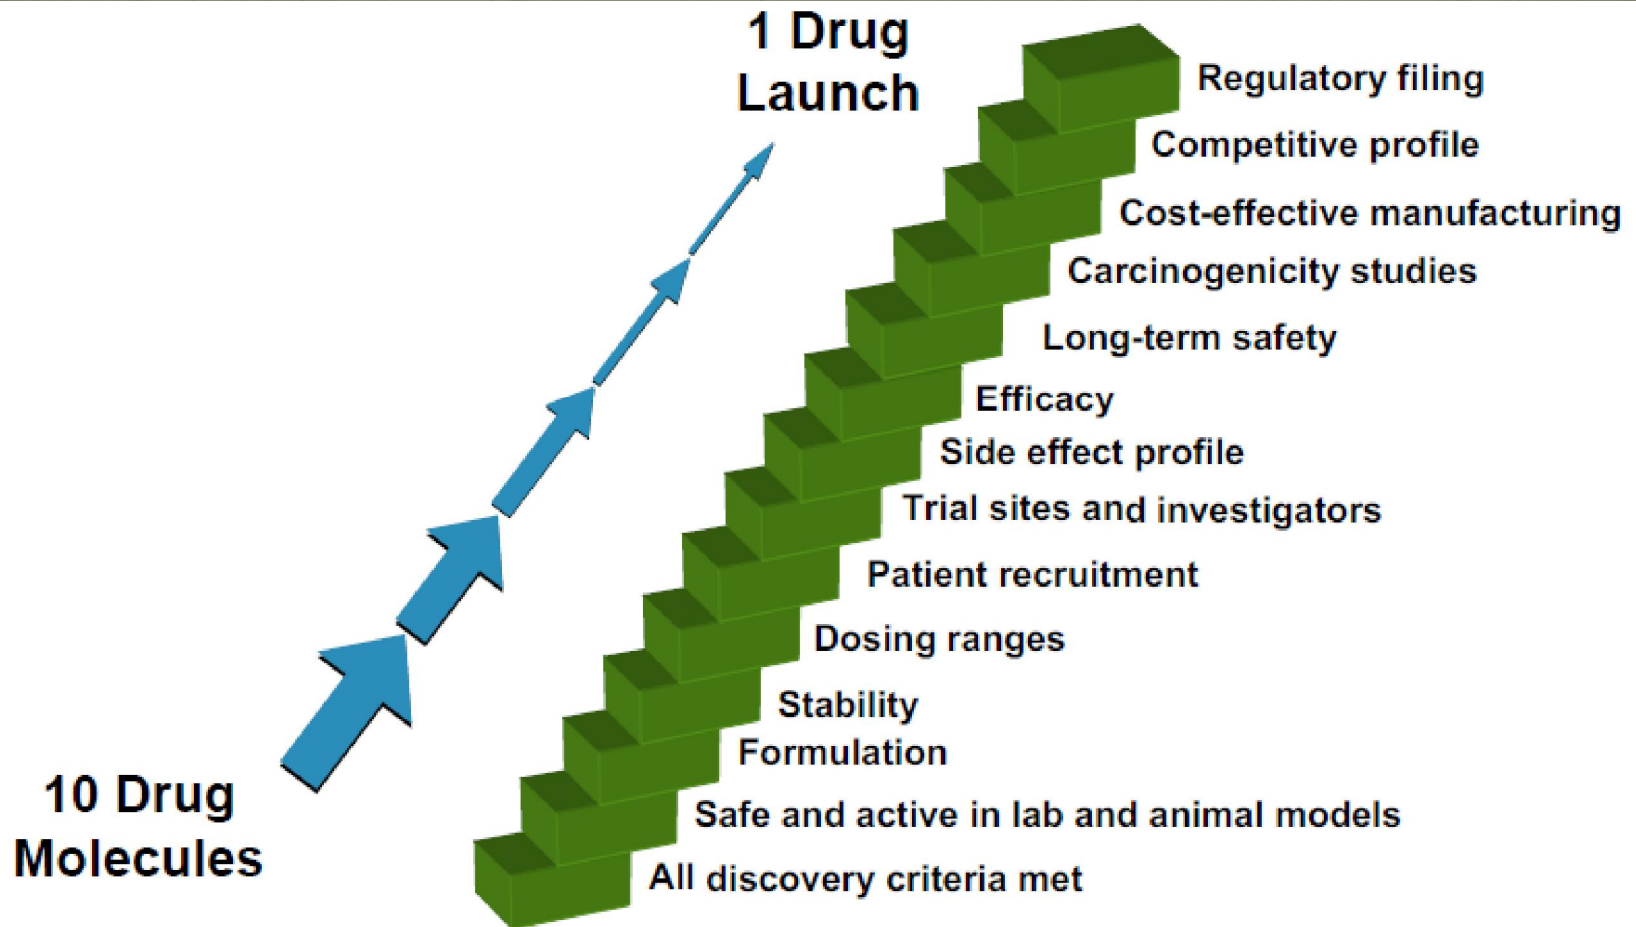 1 Drug
Launch
Regulatory filing
Competitive profile
Cost-effective manufacturing
Carcinogenicity studies
Long-term safety
Efficacy
Side effect profile
Trial sites and investigators
Patient recruitment
Dosing ranges
Stability
Formulation
Safe and active in lab and animal models
All discovery criteria met
10 Drug
Molecules